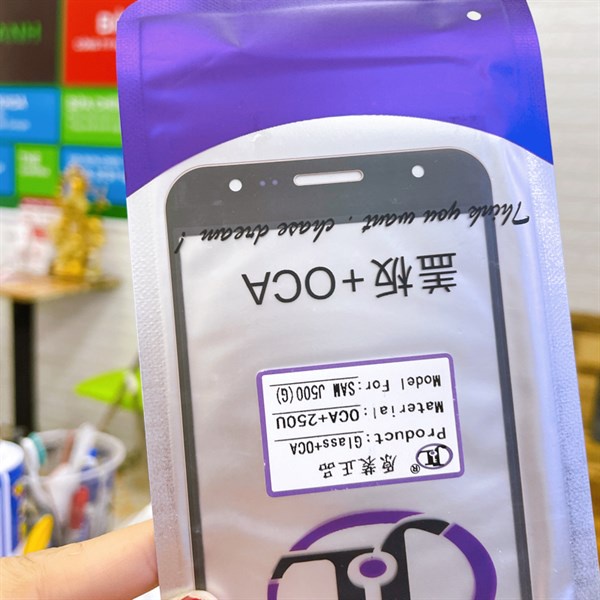 Think you want , chase dream !
盖板+OCA
原装正品 ®
Product: Glass+OCA
Material: OCA+250U
Model For: SAM J500(G)